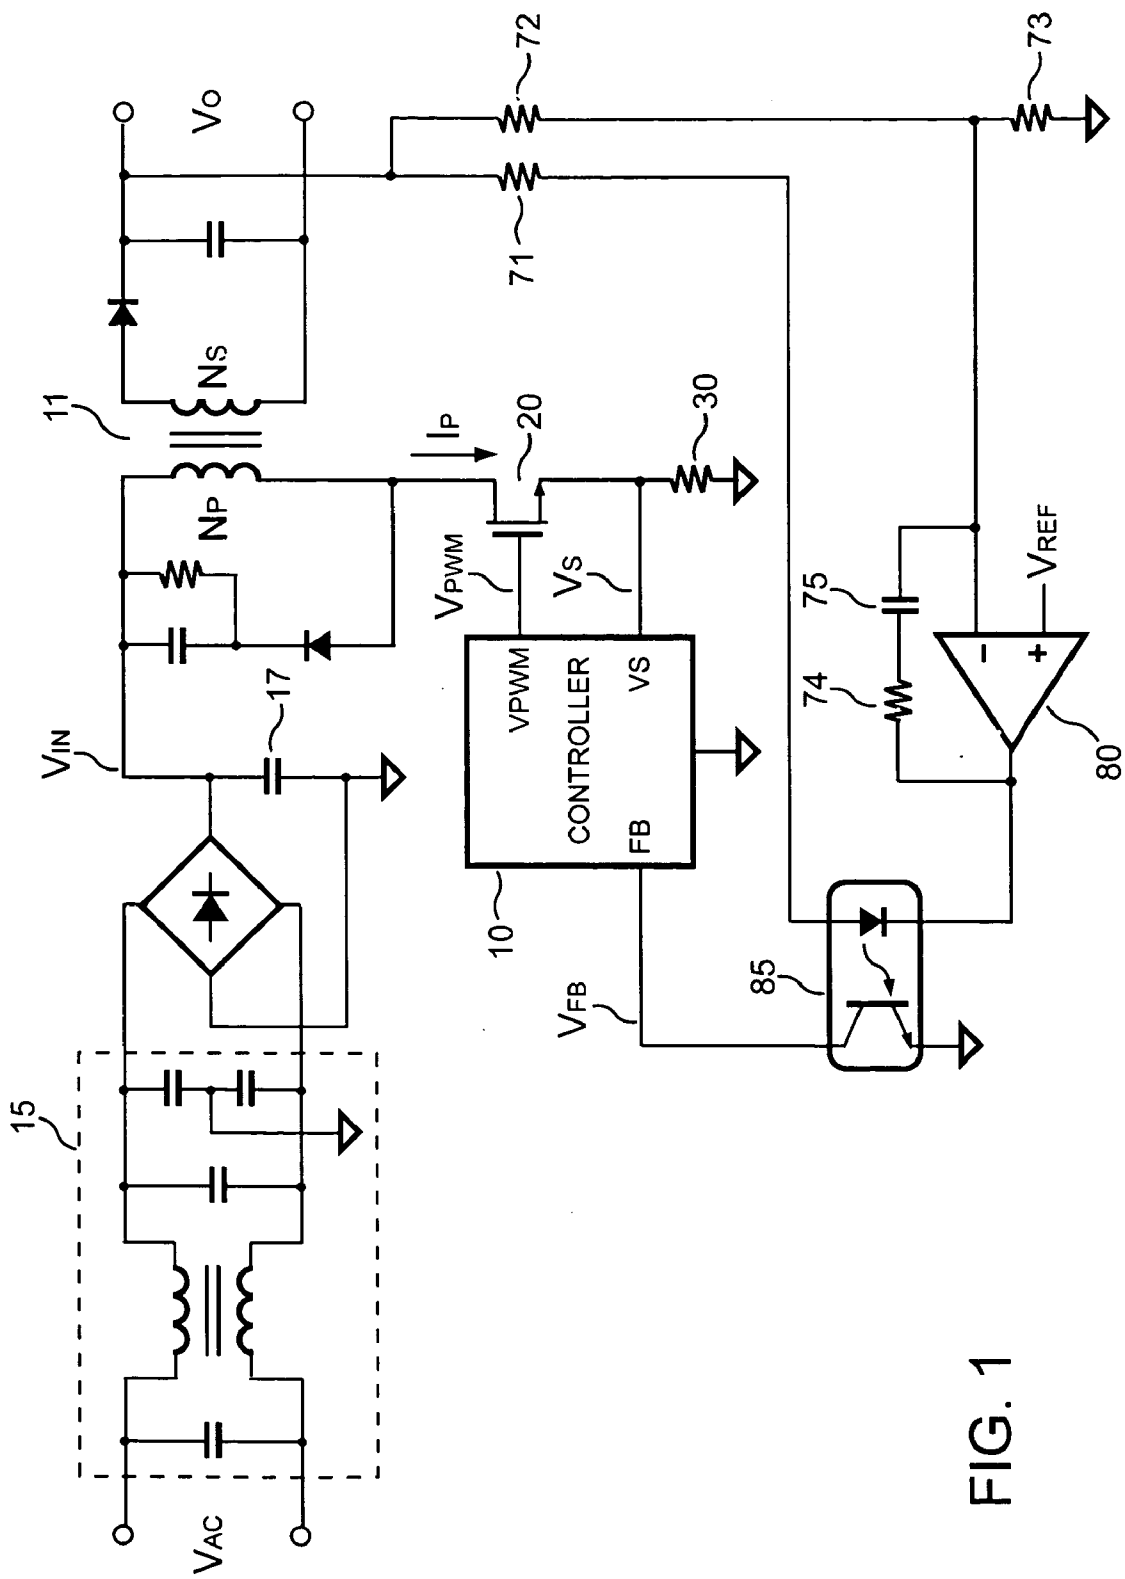 15
VAC
VIN
17
11
NP
NS
VO
IP
20
VPWM
VS
30
10
VPWM
CONTROLLER
FB
VS
VFB
85
71
72
73
74
75
VREF
80
−
+
FIG. 1